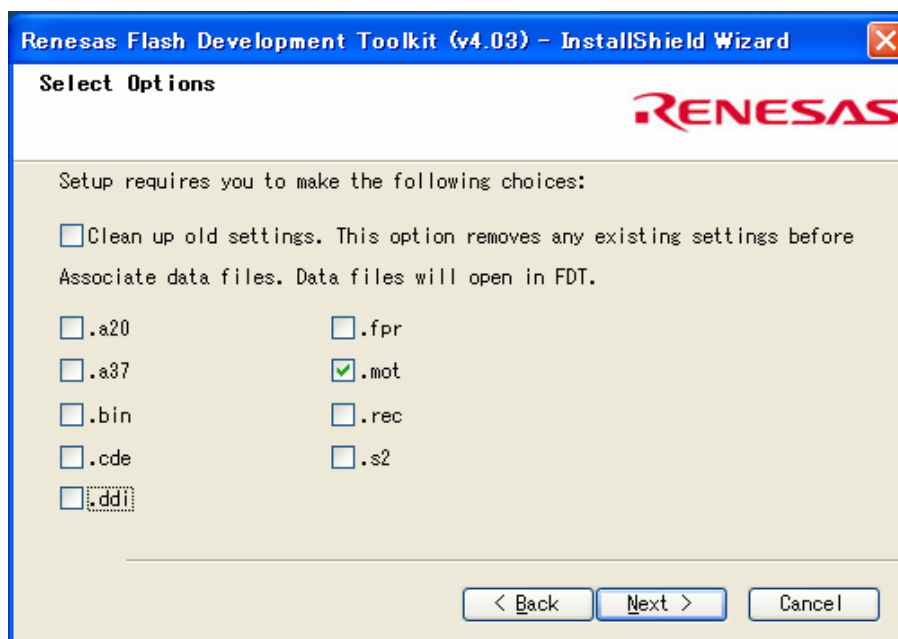 Renesas Flash Development Toolkit (v4.03) - InstallShield Wizard
Select Options
RENESAS
Setup requires you to make the following choices:
Clean up old settings. This option removes any existing settings before
Associate data files. Data files will open in FDT.
.a20 .fpr
.a37 .mot
.bin .rec
.cde .s2
.ddi
< Back Next > Cancel